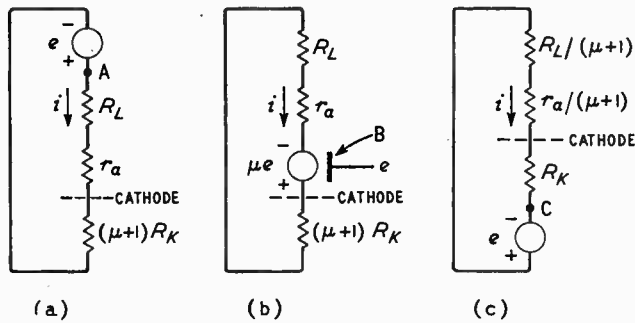 −
e
+
A
i
R_L
r_a
CATHODE
(μ+1) R_K
(a)
R_L
i
r_a
−
μe
+
B
e
CATHODE
(μ+1) R_K
(b)
R_L/(μ+1)
i
r_a/(μ+1)
CATHODE
R_K
C
−
e
+
(c)